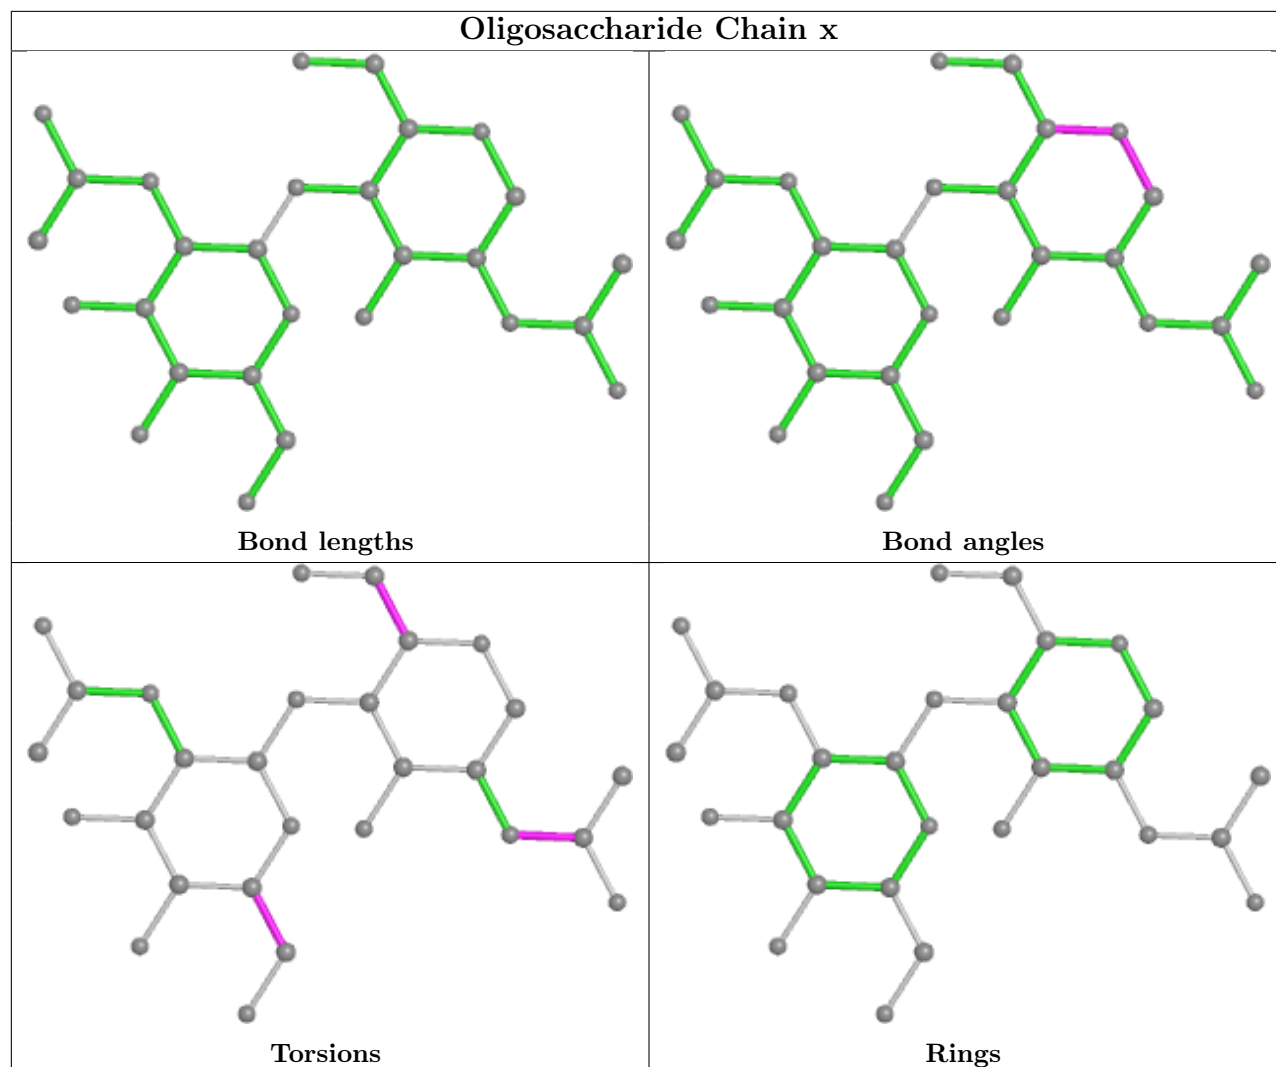 Oligosaccharide Chain x
Bond lengths
Bond angles
Torsions
Rings